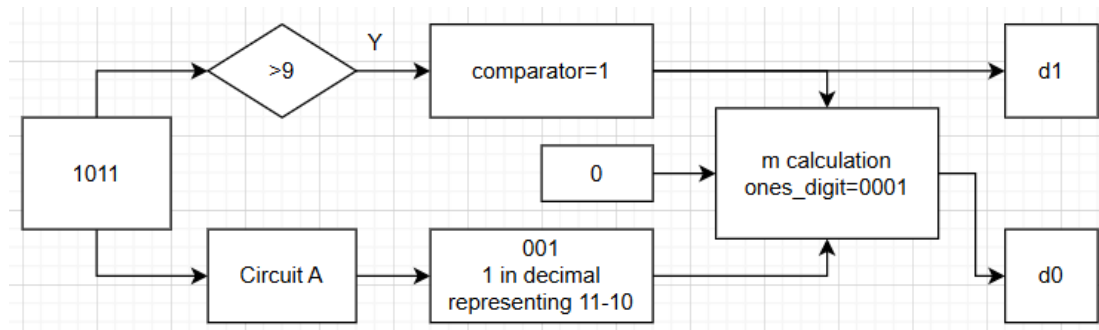 >9
Y
comparator=1
d1
1011
0
m calculation
ones_digit=0001
Circuit A
001
1 in decimal
representing 11-10
d0